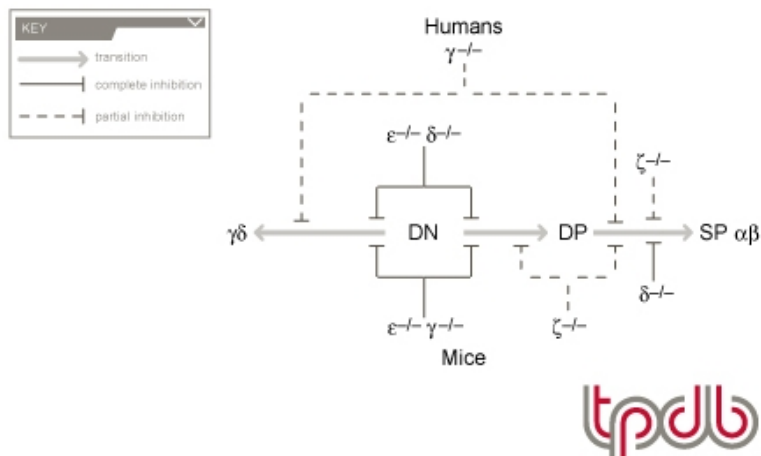 KEY
transition
complete inhibition
partial inhibition
Humans
γ–/–
ε–/– δ–/–
ζ–/–
γδ DN DP SP αβ
δ–/–
ε–/– γ–/– ζ–/–
Mice
tpdb